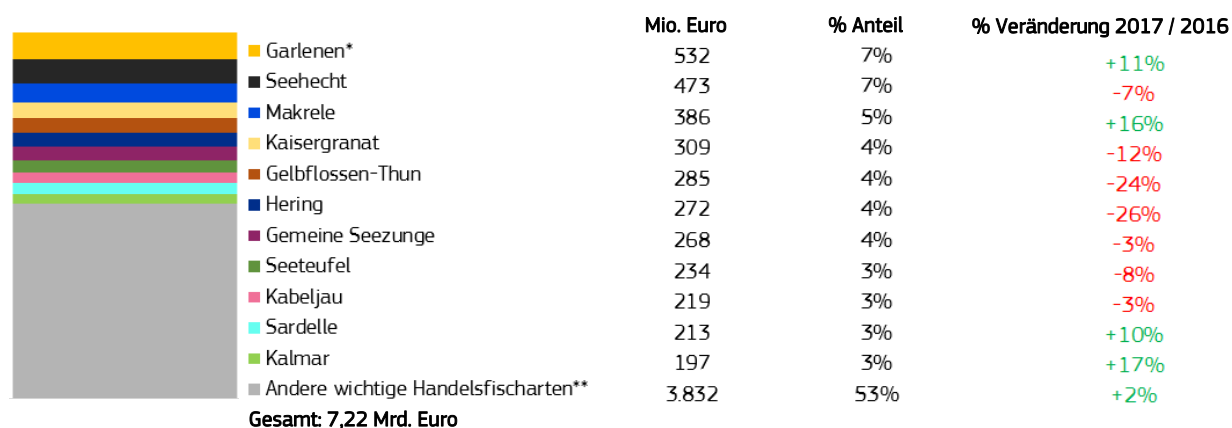 Mio. Euro % Anteil % Veränderung 2017 / 2016
Garlenen* 532 7% +11%
Seehecht 473 7% -7%
Makrele 386 5% +16%
Kaisergranat 309 4% -12%
Gelbflossen-Thun 285 4% -24%
Hering 272 4% -26%
Gemeine Seezunge 268 4% -3%
Seeteufel 234 3% -8%
Kabeljau 219 3% -3%
Sardelle 213 3% +10%
Kalmar 197 3% +17%
Andere wichtige Handelsfischarten** 3.832 53% +2%
Gesamt: 7,22 Mrd. Euro